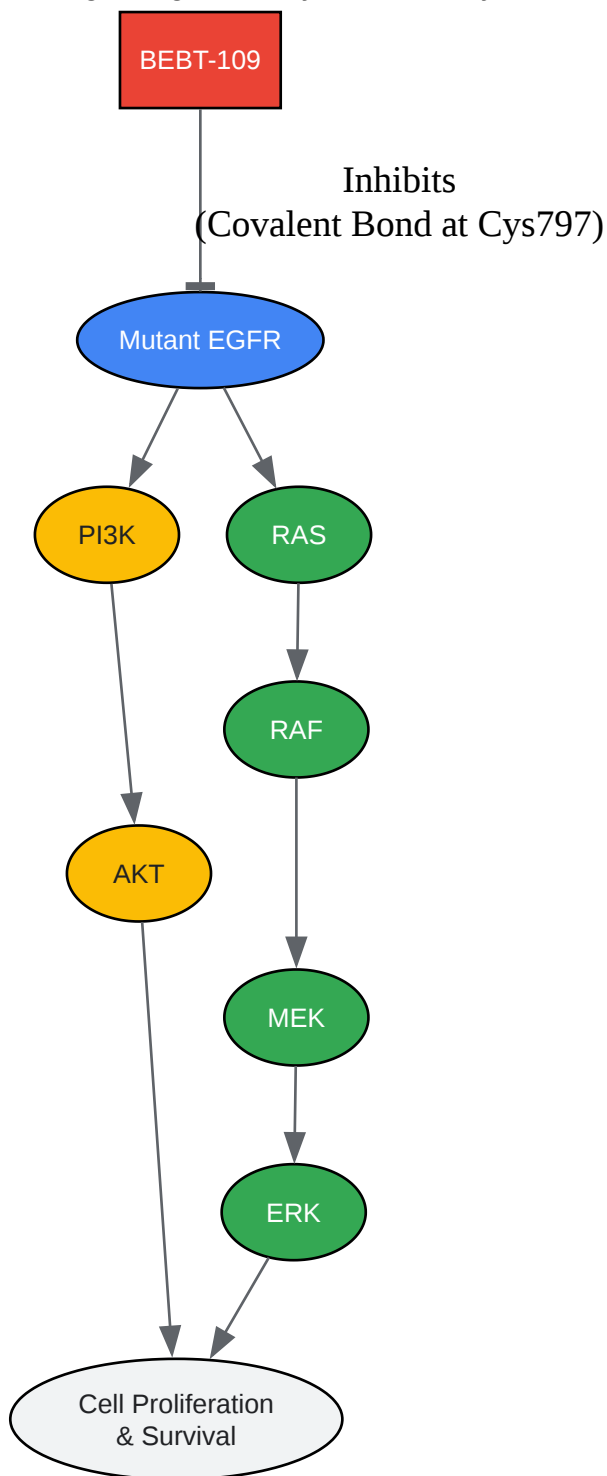 BEBT-109
Inhibits
(Covalent Bond at Cys797)
Mutant EGFR
PI3K
RAS
RAF
AKT
MEK
ERK
Cell Proliferation
& Survival